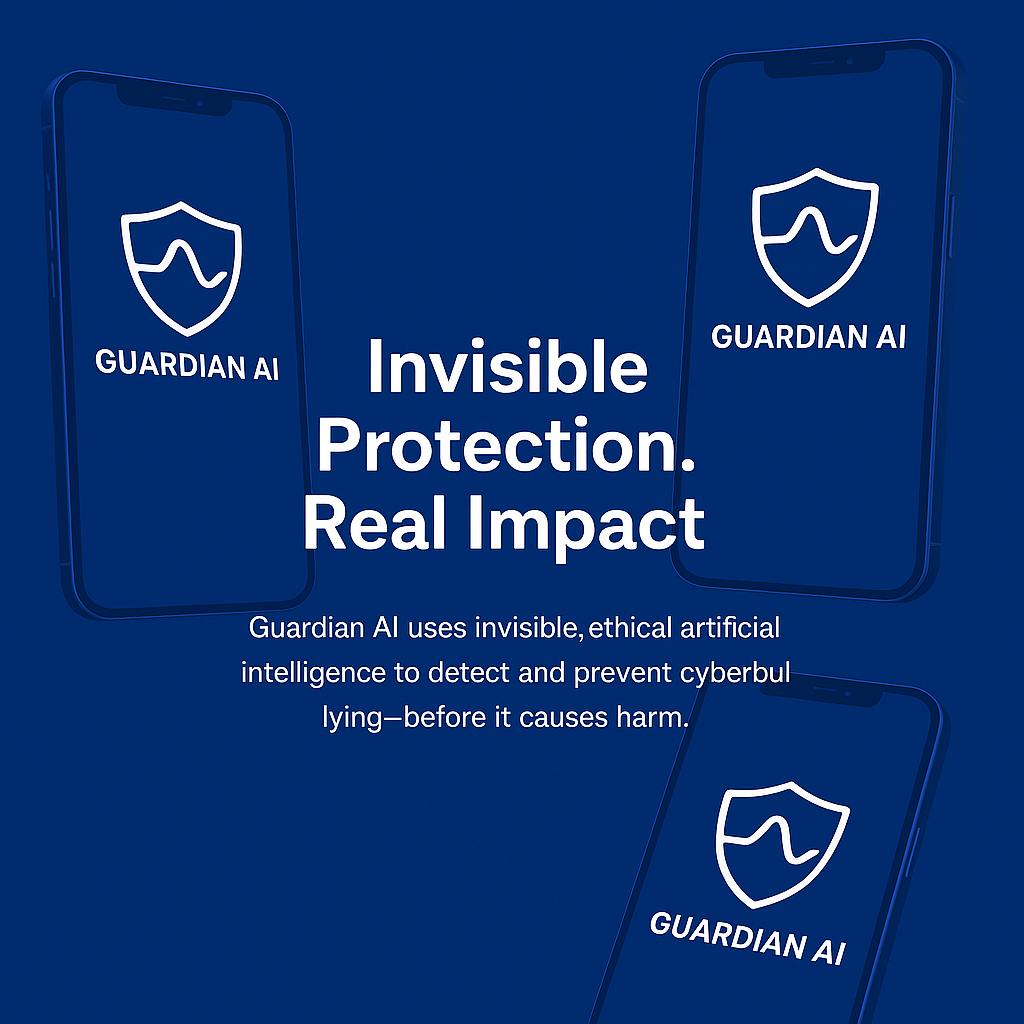 GUARDIAN AI
GUARDIAN AI
Invisible
Protection.
Real Impact
Guardian AI uses invisible, ethical artificial
intelligence to detect and prevent cyberbul
lying—before it causes harm.
GUARDIAN AI